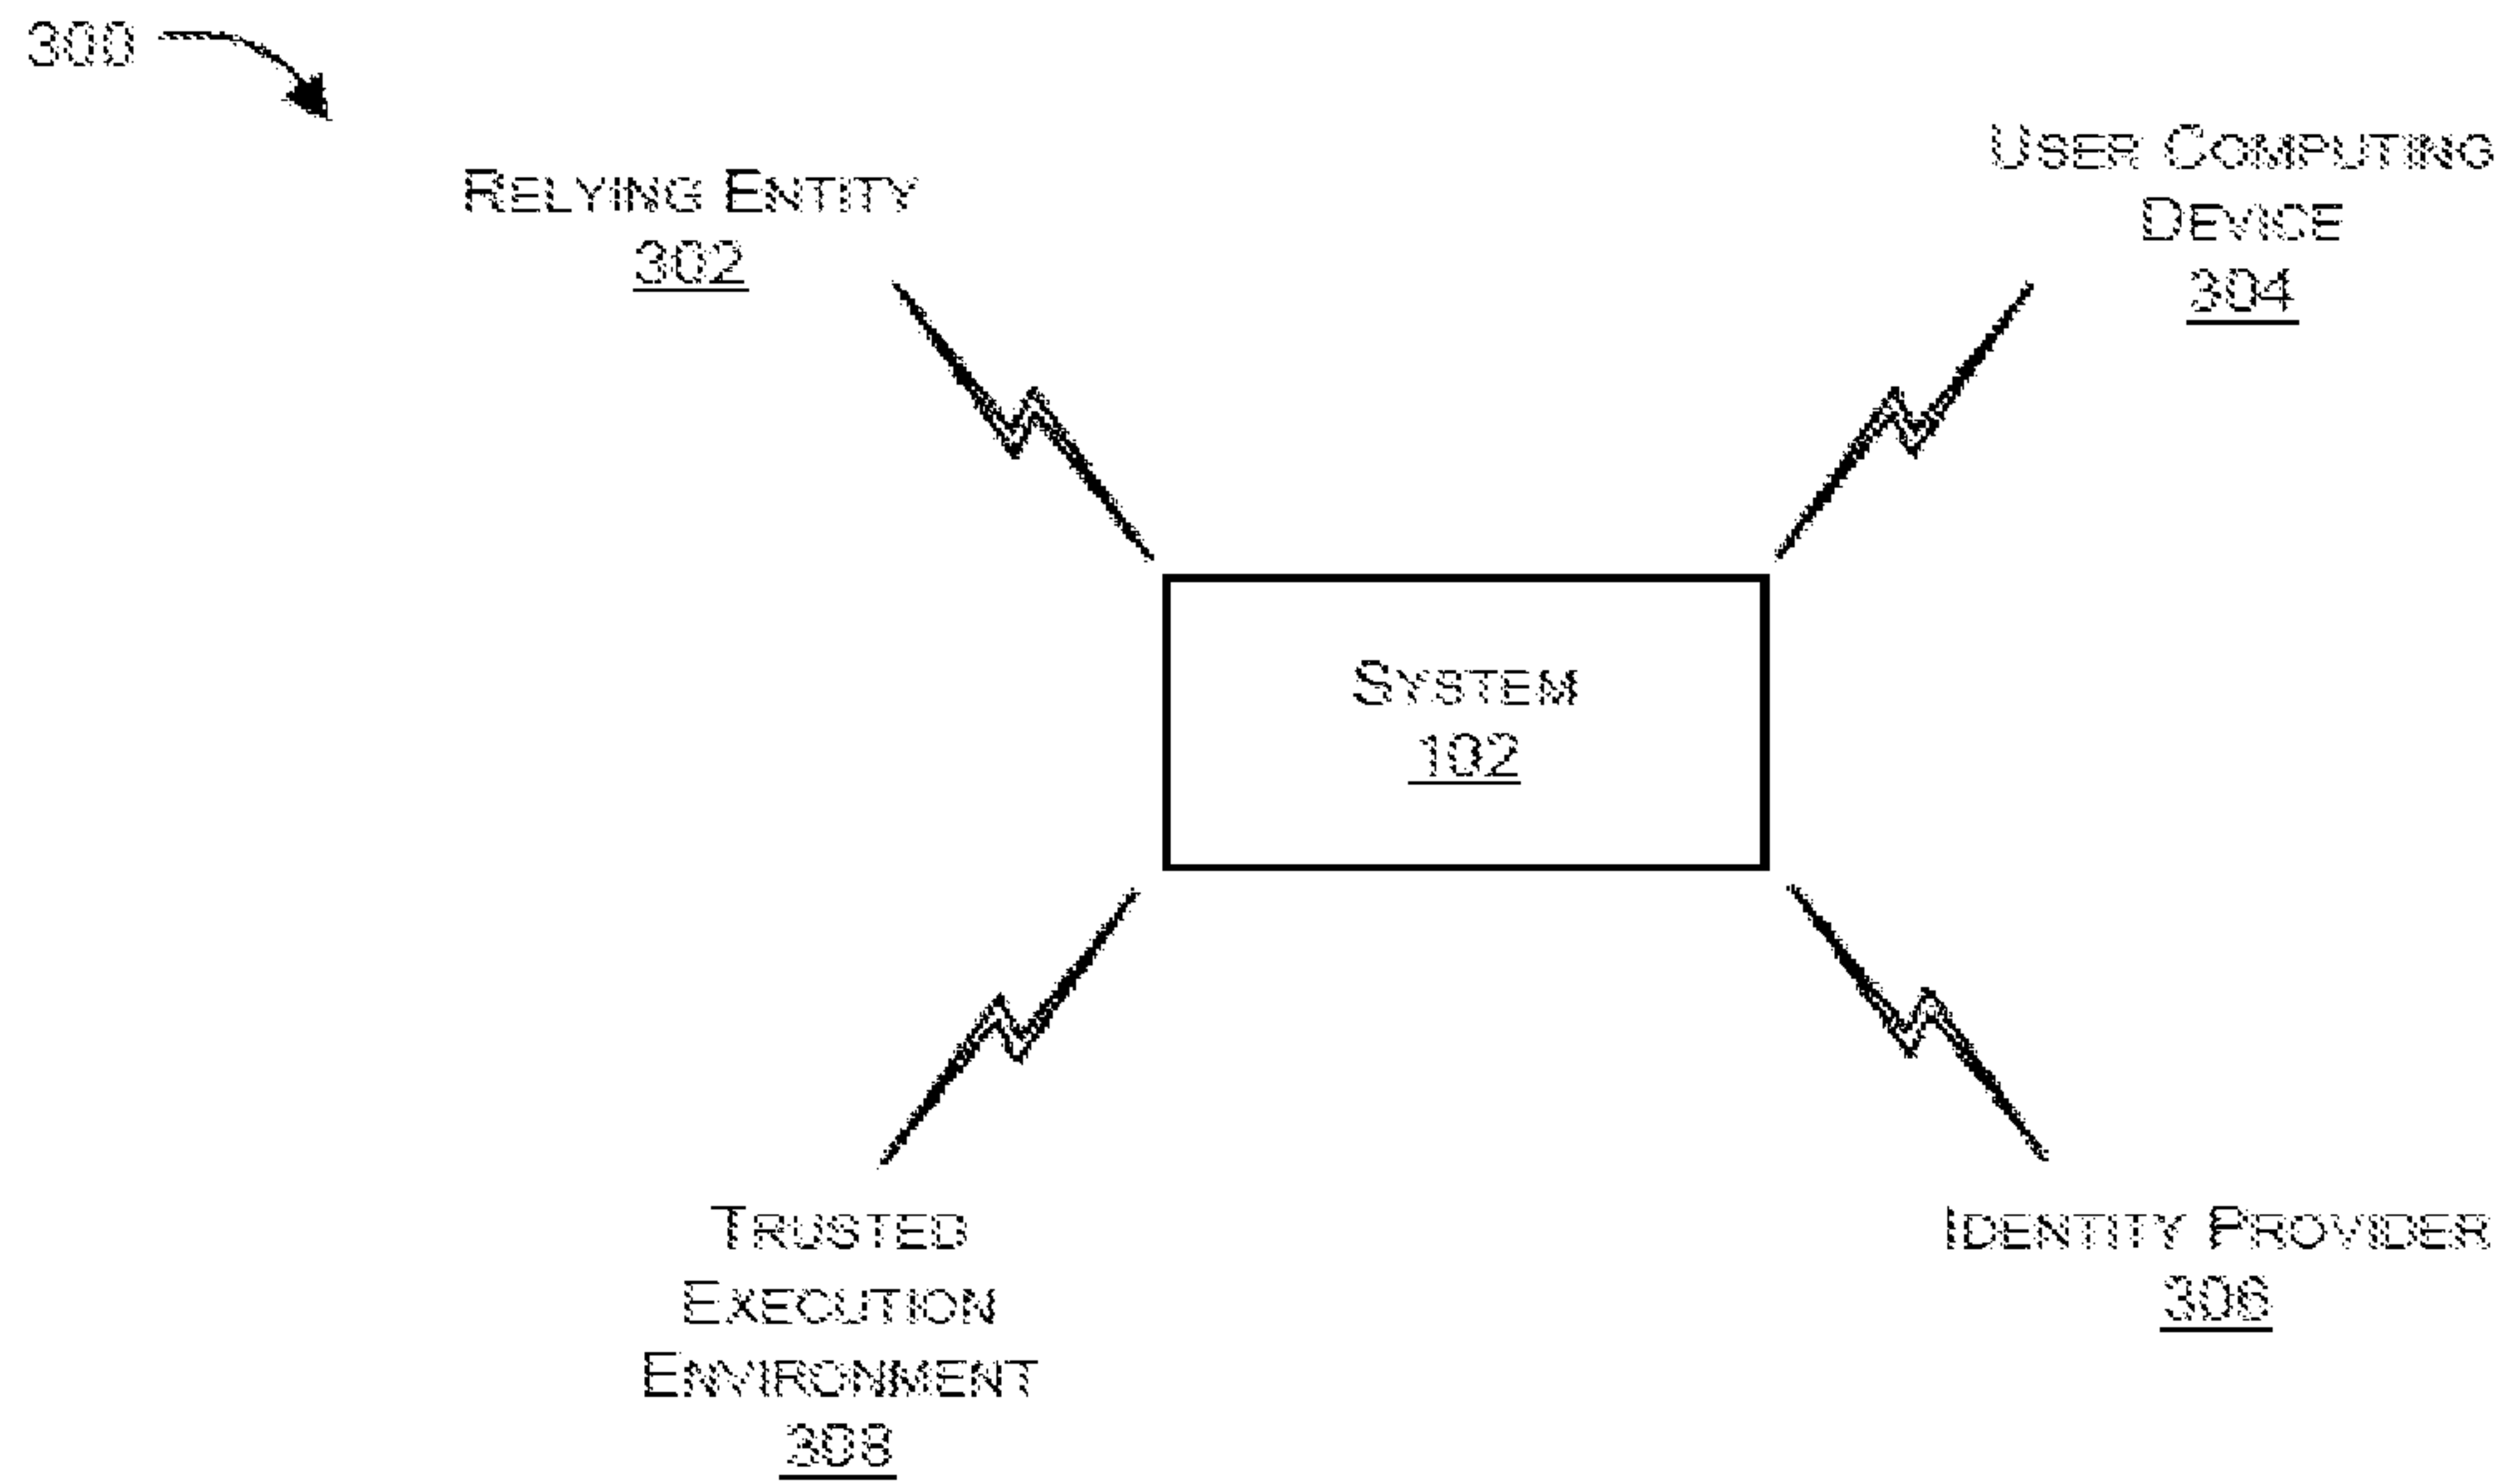 300
RELYING ENTITY
302
USER COMPUTING
DEVICE
304
SYSTEM
102
TRUSTED
EXECUTION
ENVIRONMENT
308
IDENTITY PROVIDER
306